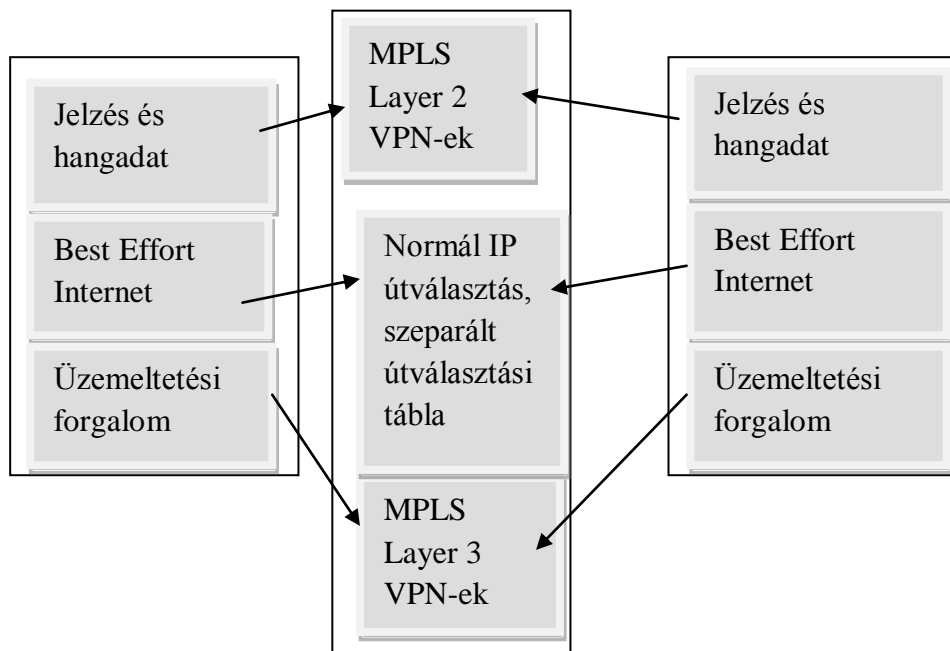 Jelzés és
hangadat
Best Effort
Internet
Üzemeltetési
forgalom
MPLS
Layer 2
VPN-ek
Normál IP
útválasztás,
szeparált
útválasztási
tábla
MPLS
Layer 3
VPN-ek
Jelzés és
hangadat
Best Effort
Internet
Üzemeltetési
forgalom